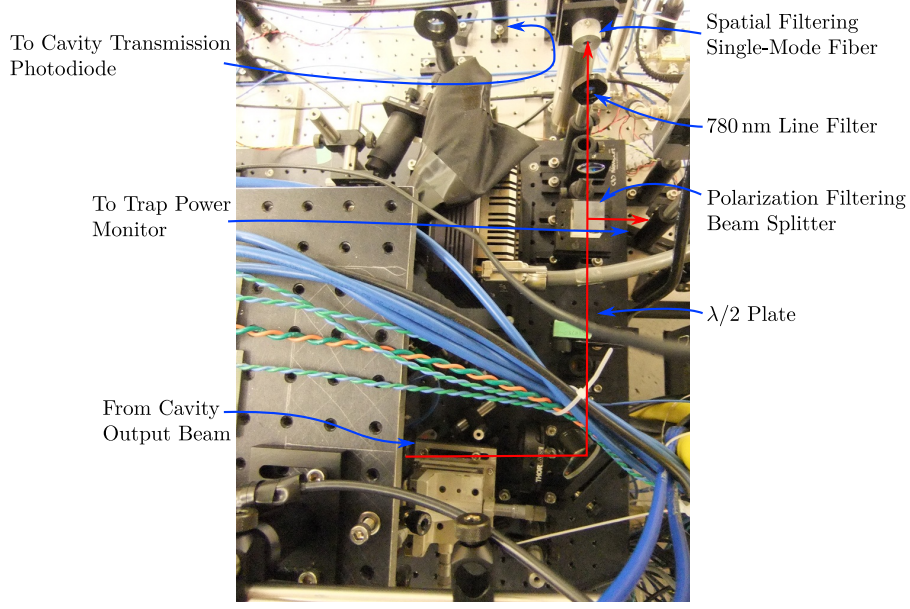 To Cavity Transmission
Photodiode
Spatial Filtering
Single-Mode Fiber
780 nm Line Filter
To Trap Power
Monitor
Polarization Filtering
Beam Splitter
λ/2 Plate
From Cavity
Output Beam
THORLABS